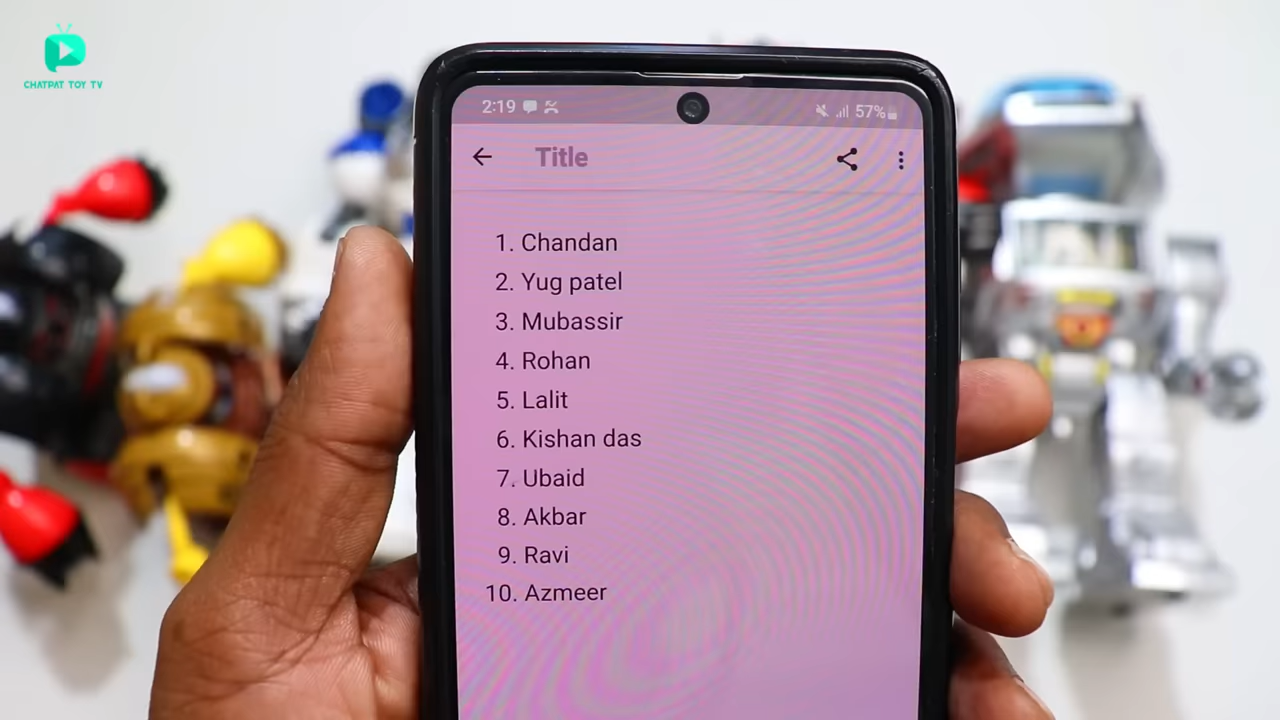 CHATPAT TOY TV
2:19 57%
Title
1. Chandan
2. Yug patel
3. Mubassir
4. Rohan
5. Lalit
6. Kishan das
7. Ubaid
8. Akbar
9. Ravi
10. Azmeer